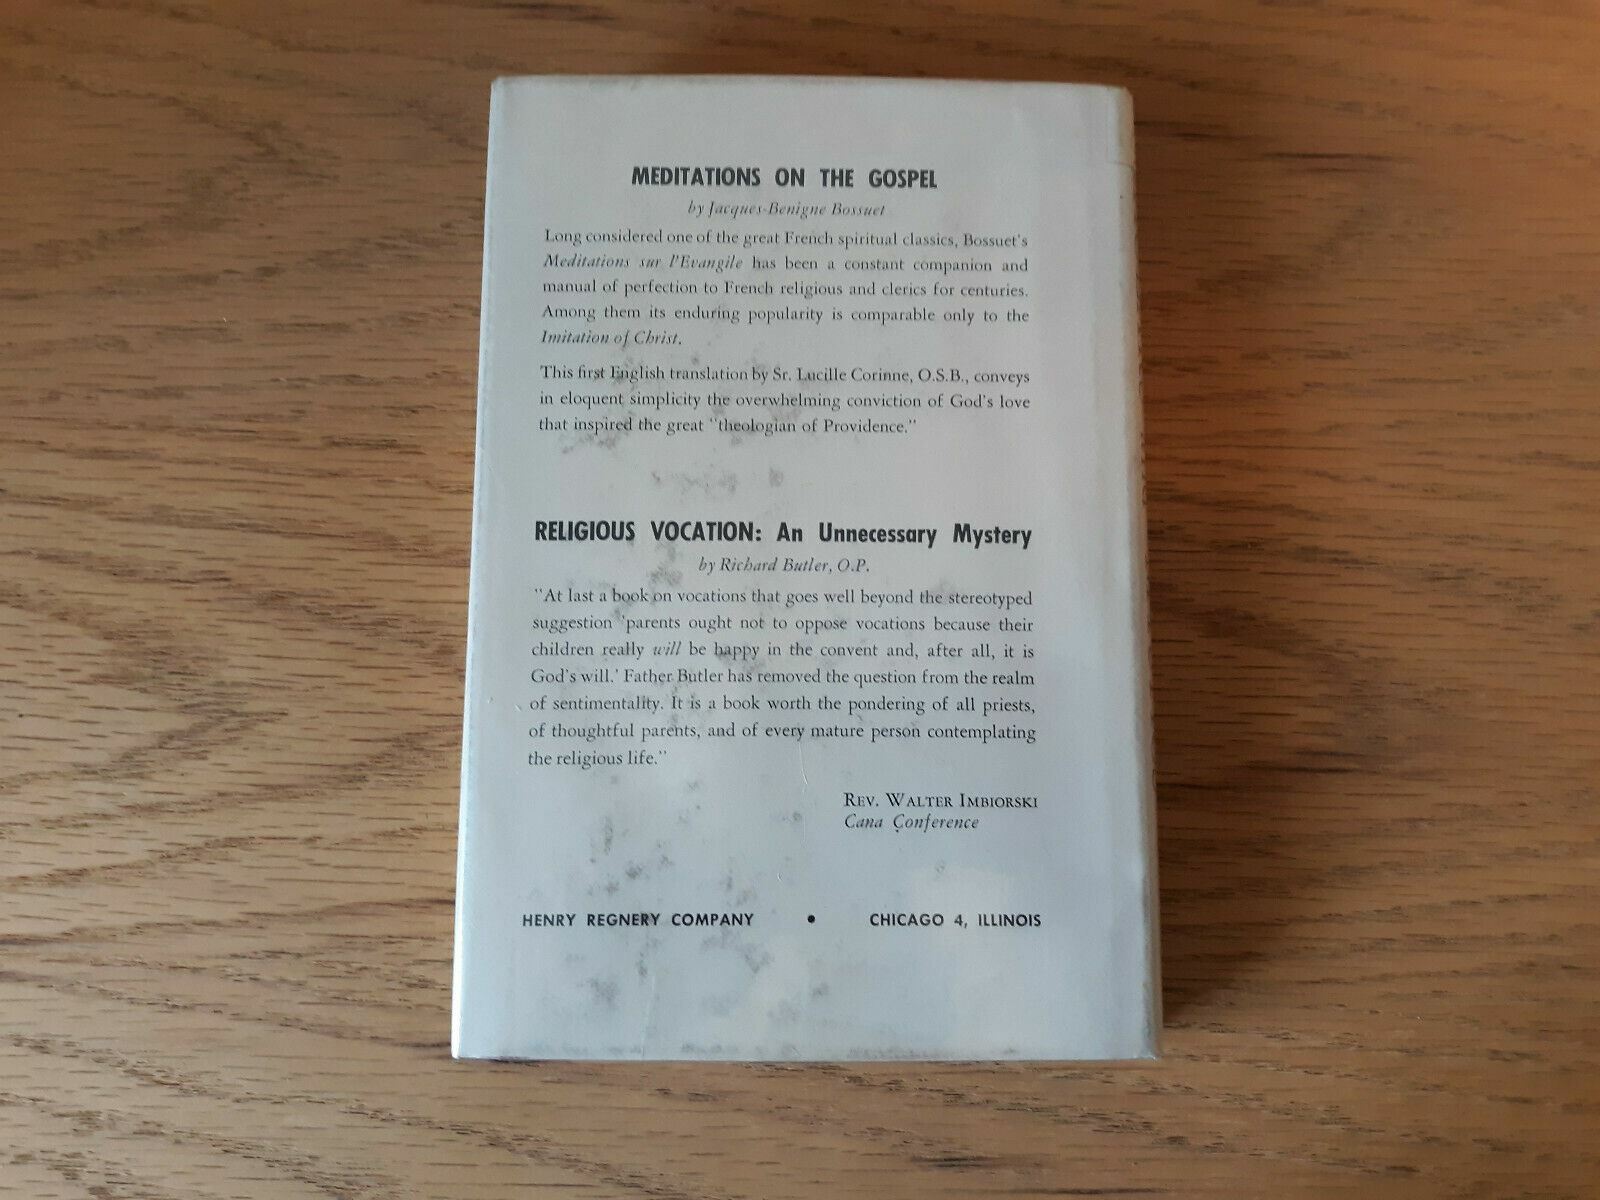 MEDITATIONS ON THE GOSPEL
by Jacques-Benigne Bossuet
Long considered one of the great French spiritual classics, Bossuet's
Meditations sur l'Evangile has been a constant companion and
manual of perfection to French religious and clerics for centuries.
Among them its enduring popularity is comparable only to the
Imitation of Christ.
This first English translation by Sr. Lucille Corinne, O.S.B., conveys
in eloquent simplicity the overwhelming conviction of God's love
that inspired the great "theologian of Providence."
RELIGIOUS VOCATION: An Unnecessary Mystery
by Richard Butler, O.P.
"At last a book on vocations that goes well beyond the stereotyped
suggestion 'parents ought not to oppose vocations because their
children really will be happy in the convent and, after all, it is
God's will.' Father Butler has removed the question from the realm
of sentimentality. It is a book worth the pondering of all priests,
of thoughtful parents, and of every mature person contemplating
the religious life."
REV. WALTER IMBIORSKI
Cana Conference
HENRY REGNERY COMPANY • CHICAGO 4, ILLINOIS